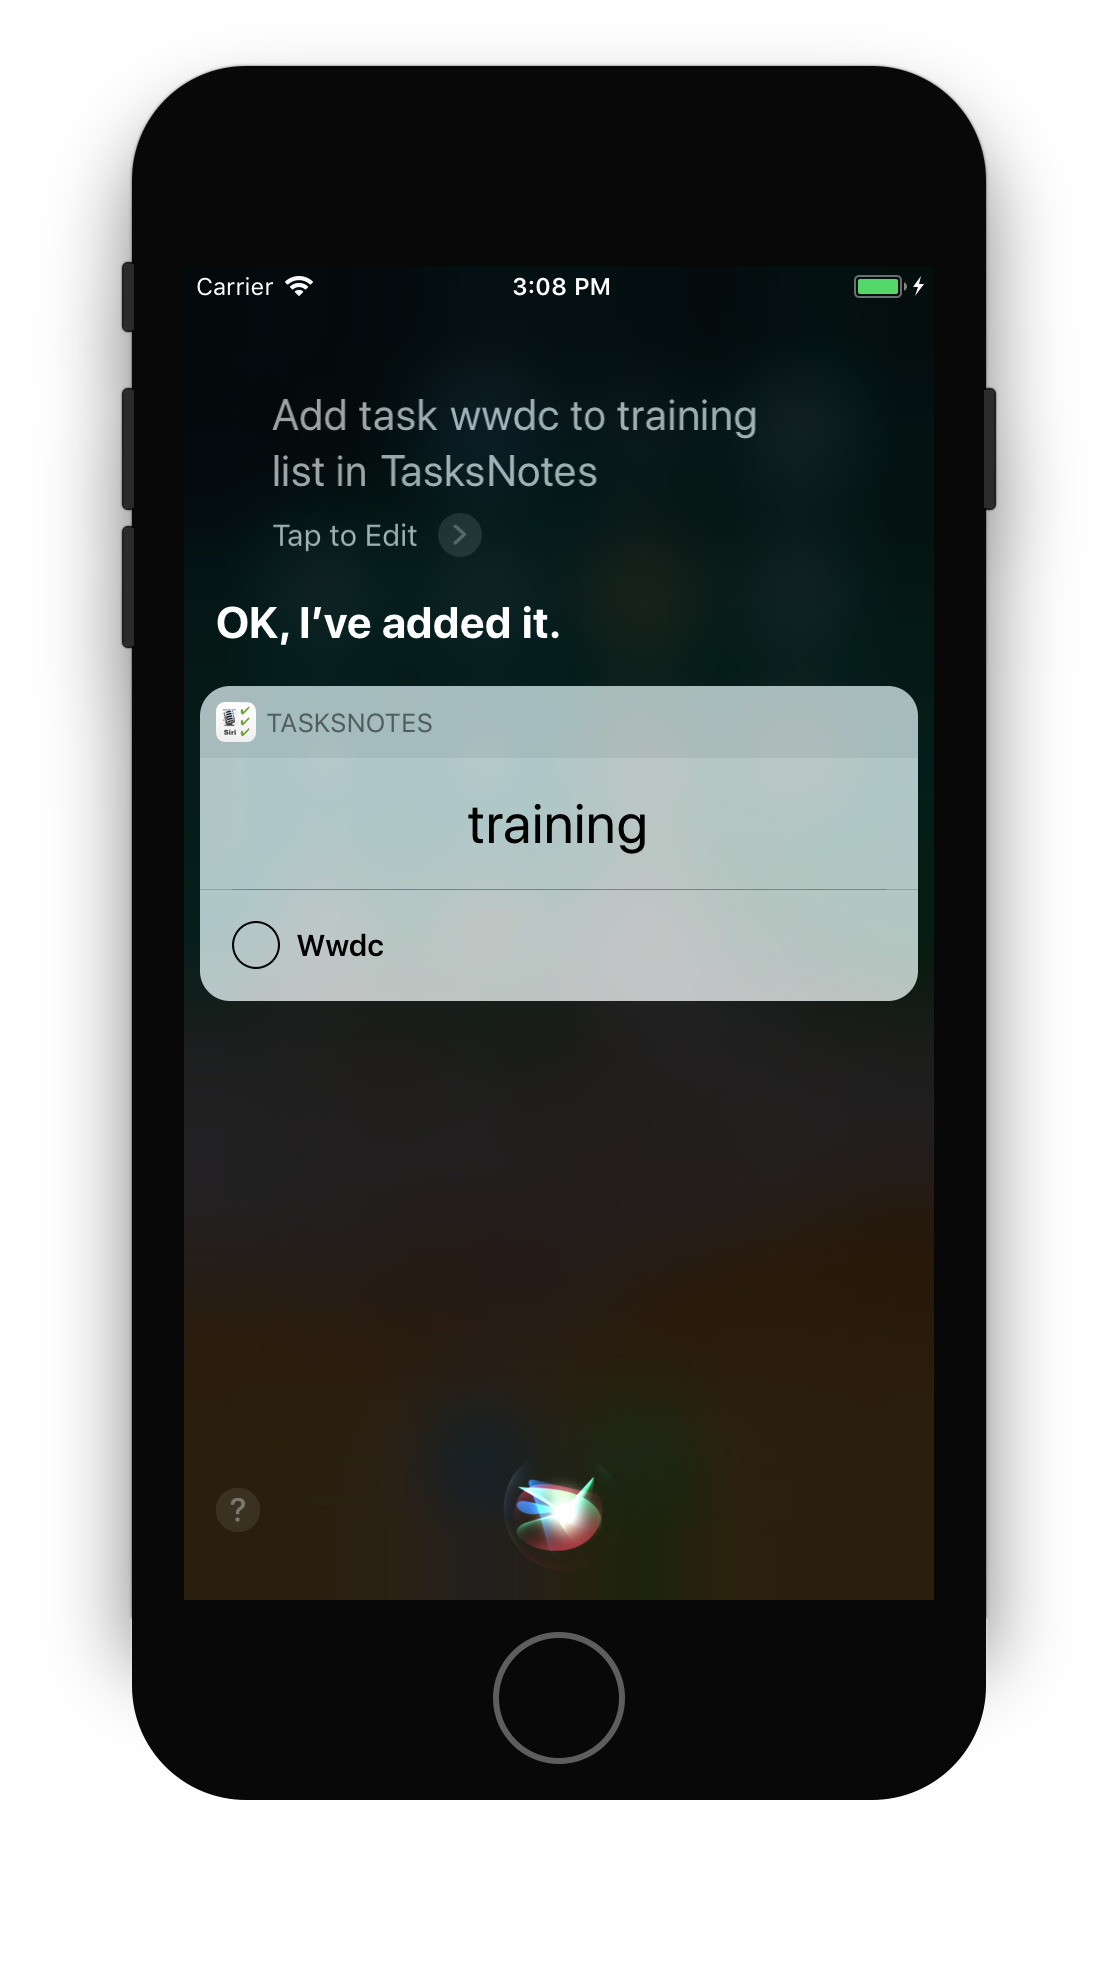 Carrier 3:08 PM
Add task wwdc to training
list in TasksNotes
Tap to Edit
OK, I’ve added it.
Siri
TASKSNOTES
training
Wwdc
?